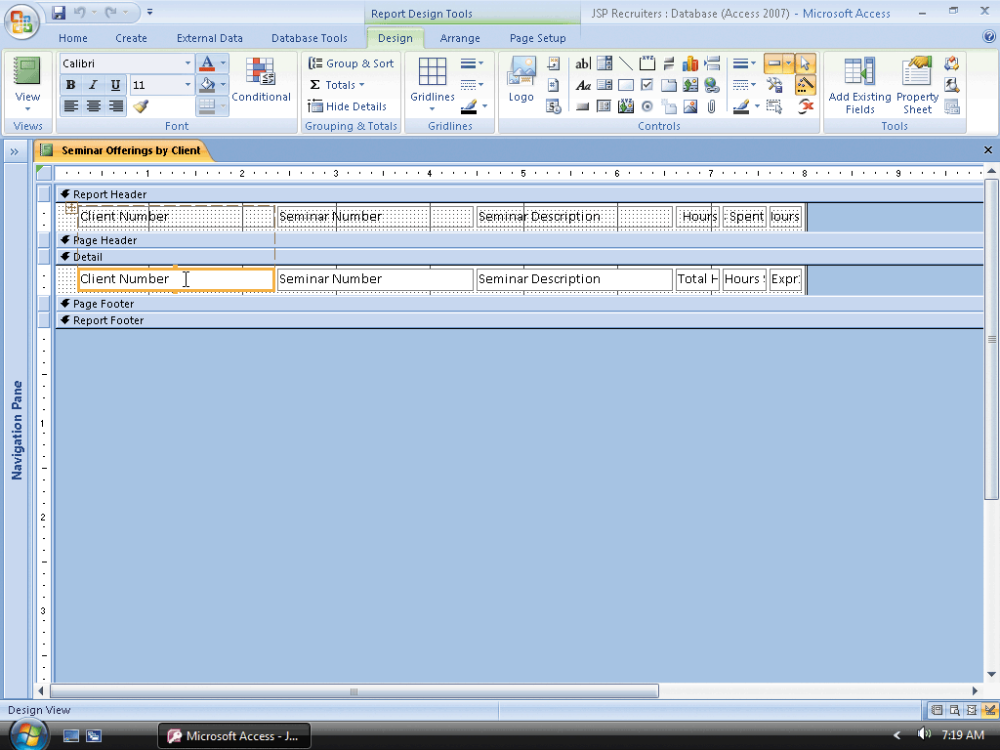 Report Design Tools
JSP Recruiters : Database (Access 2007) - Microsoft Access
Home Create External Data Database Tools Design Arrange Page Setup
Calibri
Group & Sort
B I U 11
Totals
Hide Details
View
Conditional
Gridlines
Logo
Aa
ab|
Add Existing Fields
Property Sheet
Views Font Grouping & Totals Gridlines Controls Tools
Seminar Offerings by Client
1 2 3 4 5 6 7 8 9
Report Header
Client Number Seminar Number Seminar Description Hours Spent lours
Page Header
Detail
Client Number Seminar Number Seminar Description Total H Hours Expr:
Page Footer
Report Footer
1
2
3
Navigation Pane
Design View
Microsoft Access - J...
7:19 AM